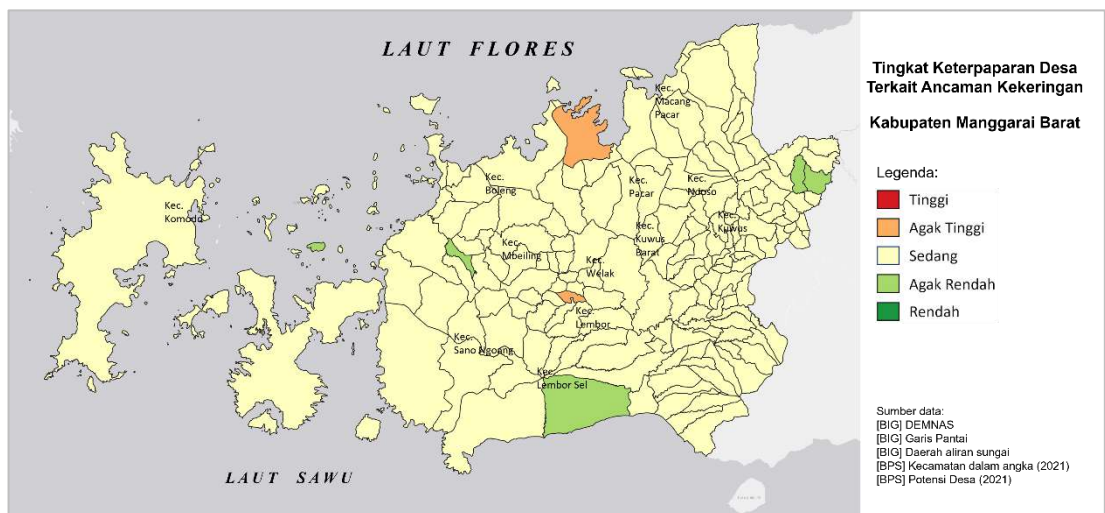 LAUT FLORES
Kec.
Macang
Pacar
Kec.
Boleng
Kec.
Pacar
Kec.
Ndoso
Kec.
Komodo
Kec.
Kuwus
Kec.
Kuwus
Barat
Kec.
Mbeiling
Kec.
Welak
Kec.
Lembor
Kec.
Sano Ngoang
Kec.
Lembor Sel
LAUT SAWU
Tingkat Keterpaparan Desa
Terkait Ancaman Kekeringan
Kabupaten Manggarai Barat
Legenda:
Tinggi
Agak Tinggi
Sedang
Agak Rendah
Rendah
Sumber data:
[BIG] DEMNAS
[BIG] Garis Pantai
[BIG] Daerah aliran sungai
[BPS] Kecamatan dalam angka (2021)
[BPS] Potensi Desa (2021)